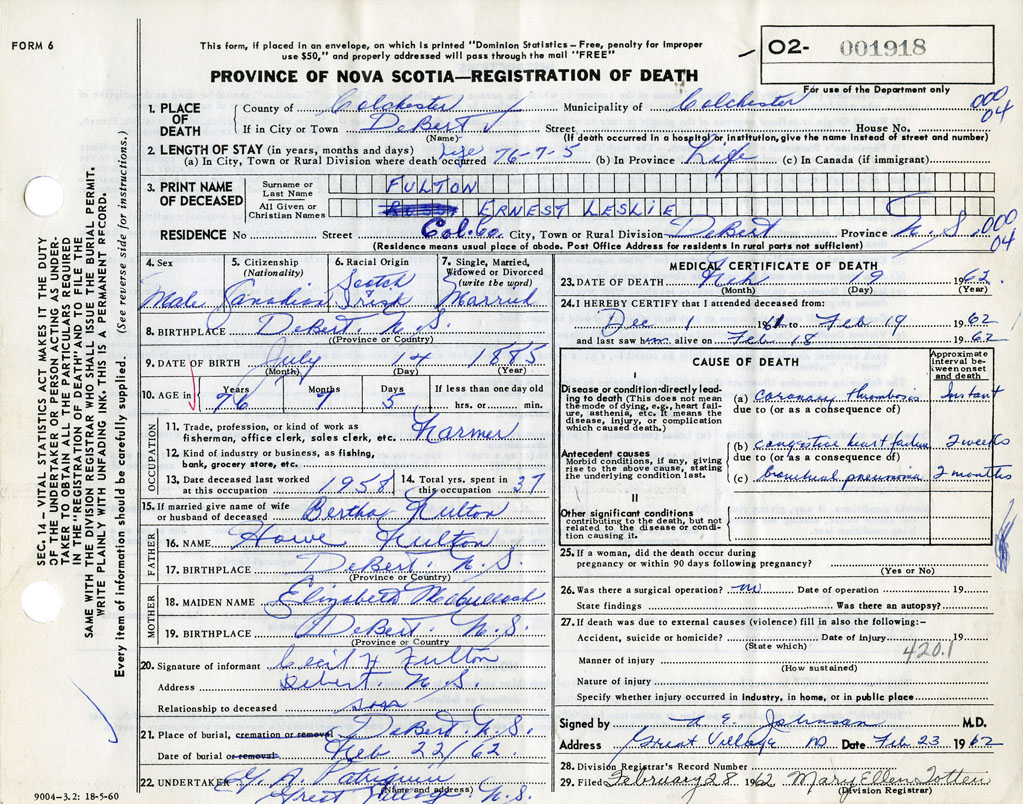 FORM 6
This form, if placed in an envelope, on which is printed "Dominion Statistics – Free, penalty for improper
use $50," and properly addressed will pass through the mail "FREE"
O2- 001918
For use of the Department only
PROVINCE OF NOVA SCOTIA—REGISTRATION OF DEATH
SEC. 14 – VITAL STATISTICS ACT MAKES IT THE DUTY
OF THE UNDERTAKER OR PERSON ACTING AS UNDER-
TAKER TO OBTAIN ALL THE PARTICULARS REQUIRED
IN THE "REGISTRATION OF DEATH" AND TO FILE THE
SAME WITH THE DIVISION REGISTRAR WHO SHALL ISSUE THE BURIAL PERMIT.
WRITE PLAINLY WITH UNFADING INK. THIS IS A PERMANENT RECORD.
Every item of information should be carefully supplied. (See reverse side for instructions.)
1. PLACE OF DEATH County of Colchester Municipality of Colchester 000 04
If in City or Town DeBert Street House No.
(Name) (If death occurred in a hospital or institution, give the name instead of street and number)
2. LENGTH OF STAY (in years, months and days)
(a) In City, Town or Rural Division where death occurred Life 76-7-5 (b) In Province Life (c) In Canada (if immigrant)
3. PRINT NAME OF DECEASED Surname or Last Name FULTON
All Given or Christian Names ERNEST LESLIE
RESIDENCE No Street Col. Co. City, Town or Rural Division DeBert Province N.S. 000 04
(Residence means usual place of abode. Post Office Address for residents in rural parts not sufficient)
4. Sex Male
5. Citizenship (Nationality) Canadian
6. Racial Origin Scotch Irish
7. Single, Married, Widowed or Divorced (write the word) Married
8. BIRTHPLACE DeBert. N.S.
(Province or Country)
9. DATE OF BIRTH July 14 1885
(Month) (Day) (Year)
10. AGE in Years 76 Months 7 Days 5 If less than one day old hrs. or min.
OCCUPATION
11. Trade, profession, or kind of work as fisherman, office clerk, sales clerk, etc. Farmer
12. Kind of industry or business, as fishing, bank, grocery store, etc.
13. Date deceased last worked at this occupation 1958 14. Total yrs. spent in this occupation 37
15. If married give name of wife or husband of deceased Bertha Fulton
FATHER
16. NAME Howe Fulton
17. BIRTHPLACE DeBert. N.S.
(Province or Country)
MOTHER
18. MAIDEN NAME Elizabeth McCulloch
19. BIRTHPLACE DeBert. N.S.
(Province or Country
20. Signature of informant Cecil H Fulton
Address Debert. N.S.
Relationship to deceased son
21. Place of burial, cremation or removal DeBert N.S.
Date of burial or removal Feb 22/62.
22. UNDERTAKER G. A. Patriquin
(Name and address)
Great Village N.S.
9004-3.2: 18-5-60
MEDICAL CERTIFICATE OF DEATH
23. DATE OF DEATH Feb 19 1962
(Month) (Day) (Year)
24. I HEREBY CERTIFY that I attended deceased from:
Dec 1 1961 to Feb 19 1962
and last saw him alive on Feb 18 1962
CAUSE OF DEATH
Approximate interval between onset and death
I
Disease or condition directly leading to death (This does not mean the mode of dying, e.g., heart failure, asthenia, etc. It means the disease, injury, or complication which caused death.)
(a) coronary thrombosis Instant
due to (or as a consequence of)
Antecedent causes
Morbid conditions, if any, giving rise to the above cause, stating the underlying condition last.
(b) congestive heart failure 2 weeks
due to (or as a consequence of)
(c) bronchial pneumonia 2 months
II
Other significant conditions contributing to the death, but not related to the disease or condition causing it.
25. If a woman, did the death occur during pregnancy or within 90 days following pregnancy?
(Yes or No)
26. Was there a surgical operation? no Date of operation 19
State findings Was there an autopsy?
27. If death was due to external causes (violence) fill in also the following:-
Accident, suicide or homicide? Date of injury 19
(State which)
420.1
Manner of injury
(How sustained)
Nature of injury
Specify whether injury occurred in industry, in home, or in public place
Signed by E. Johnson M.D.
Address Great Village Date Feb 23 1962
28. Division Registrar's Record Number
29. Filed February 28 1962 Mary Ellen Totten
(Division Registrar)